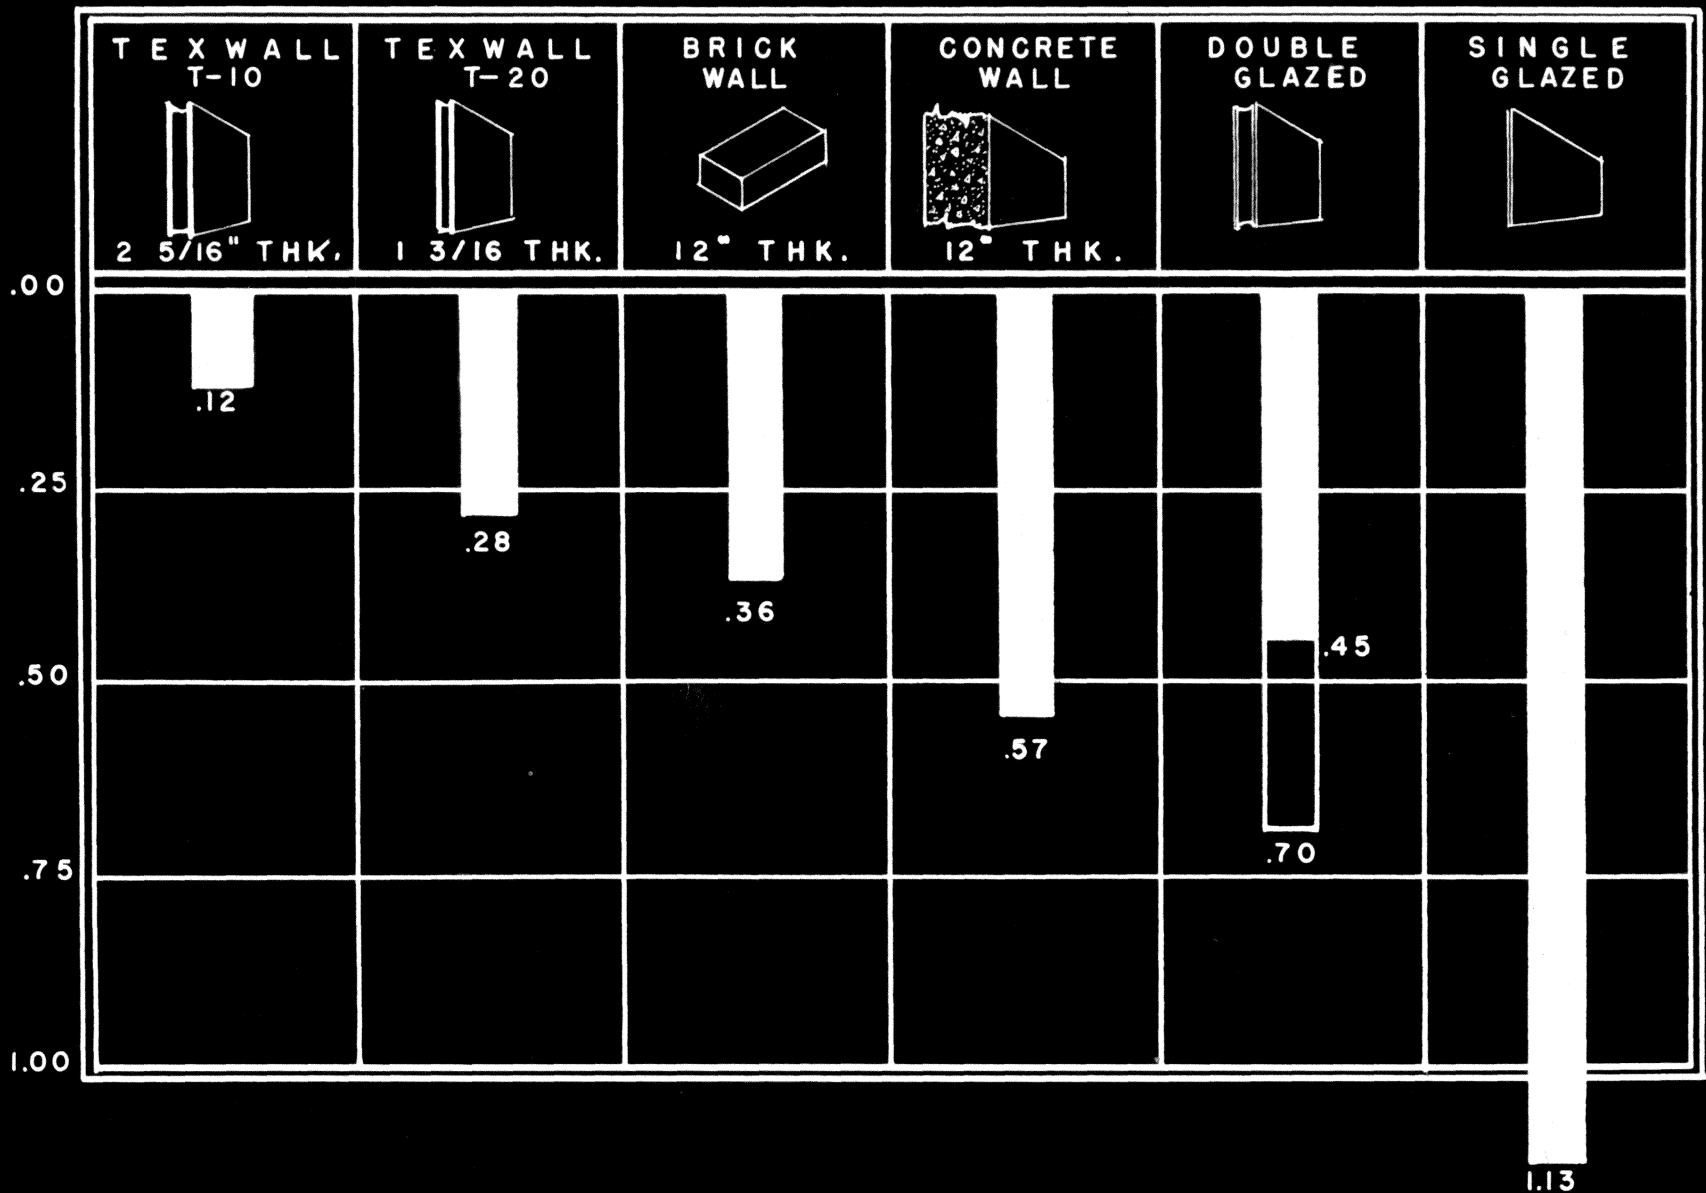 TEXWALL
T-10
2 5/16" THK.
TEXWALL
T-20
1 3/16 THK.
BRICK
WALL
12" THK.
CONCRETE
WALL
12" THK.
DOUBLE
GLAZED
SINGLE
GLAZED
.00
.25
.50
.75
1.00
.12
.28
.36
.57
.45
.70
1.13